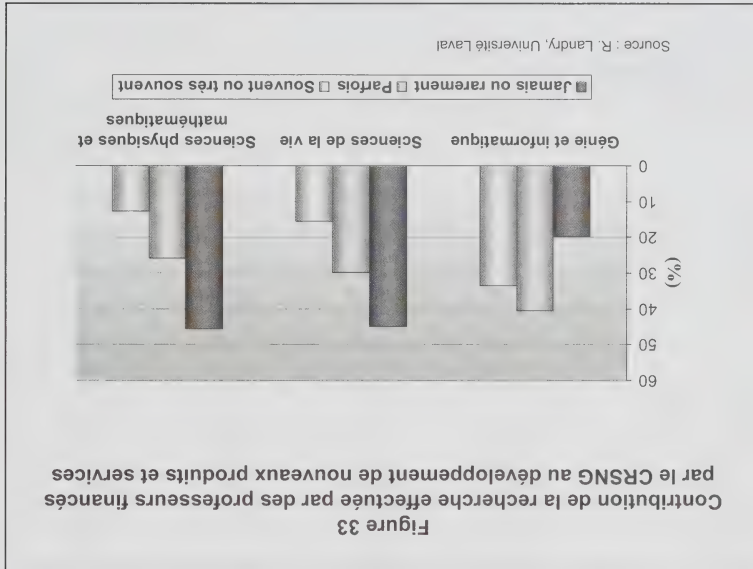 Figure 33
Contribution de la recherche effectuée par des professeurs financés
par le CRSNG au développement de nouveaux produits et services
60
50
40
30
20
10
0
(%)
Génie et informatique
Sciences de la vie
Sciences physiques et
mathématiques
Jamais ou rarement Parfois Souvent ou très souvent
Source : R. Landry, Université Laval